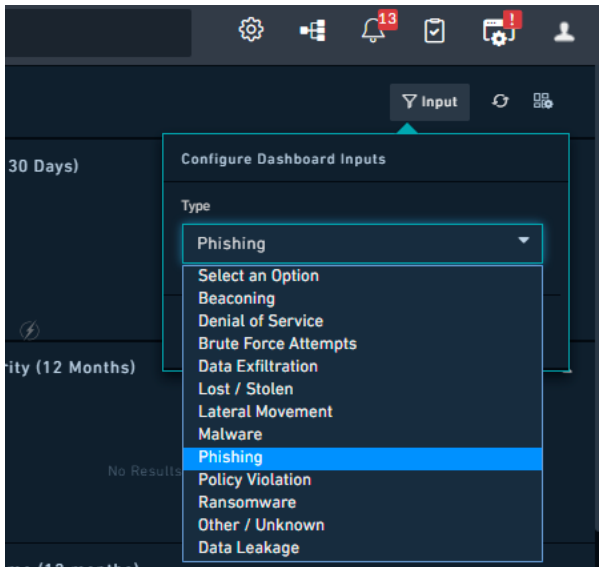 13
!
Input
30 Days)
Configure Dashboard Inputs
Type
Phishing
Select an Option
Beaconing
Denial of Service
Brute Force Attempts
Data Exfiltration
Lost / Stolen
Lateral Movement
Malware
Phishing
Policy Violation
Ransomware
Other / Unknown
Data Leakage
rity (12 Months)
No Results
(12 months)